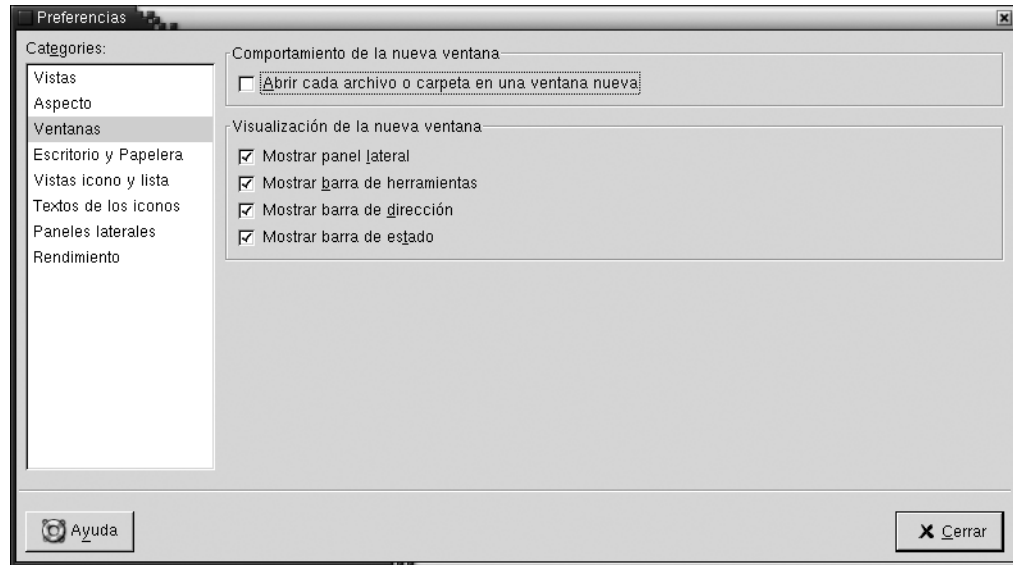 Preferencias
Categories:
Vistas
Aspecto
Ventanas
Escritorio y Papelera
Vistas icono y lista
Textos de los iconos
Paneles laterales
Rendimiento
Comportamiento de la nueva ventana
Abrir cada archivo o carpeta en una ventana nueva
Visualización de la nueva ventana
Mostrar panel lateral
Mostrar barra de herramientas
Mostrar barra de dirección
Mostrar barra de estado
Ayuda
Cerrar